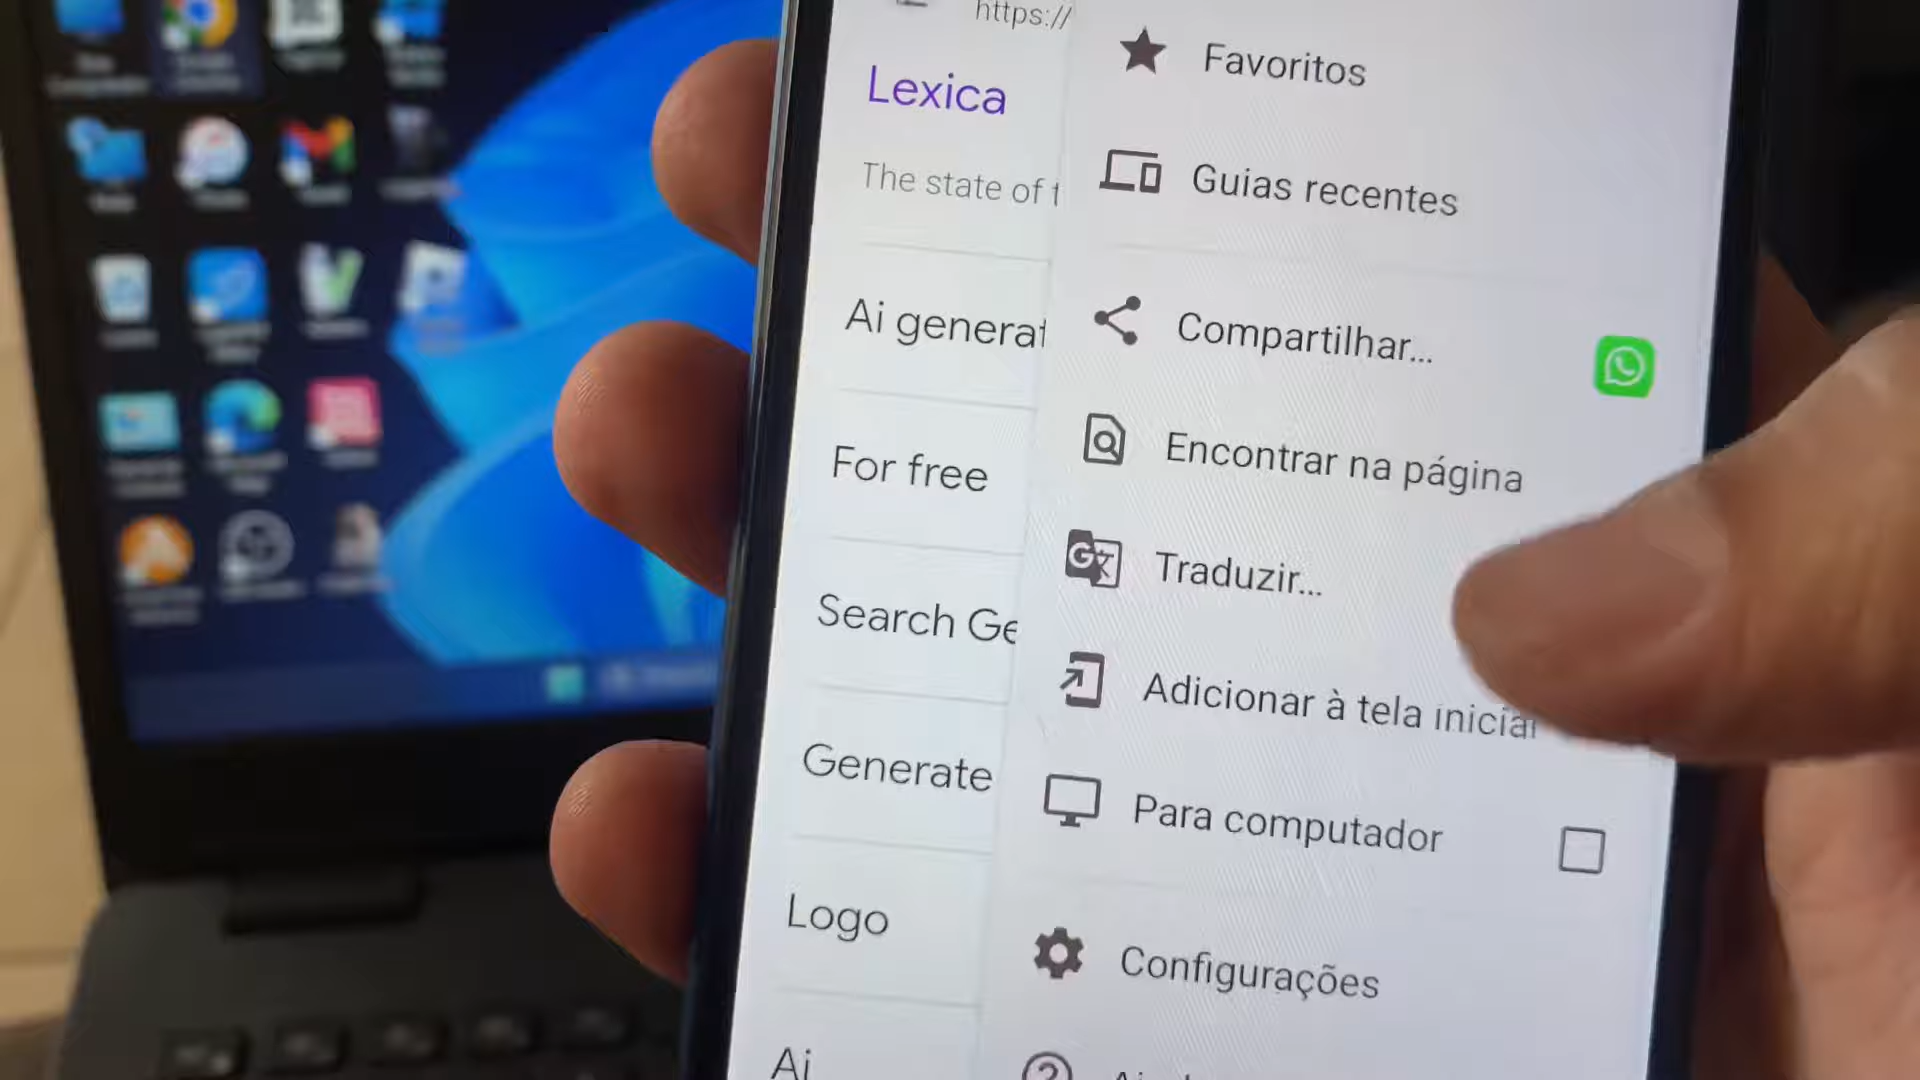 https://
Lexica
The state of t
Ai generat
For free
Search Ge
Generate
Logo
Ai
Favoritos
Guias recentes
Compartilhar...
Encontrar na página
Traduzir...
Adicionar à tela inicial
Para computador
Configurações